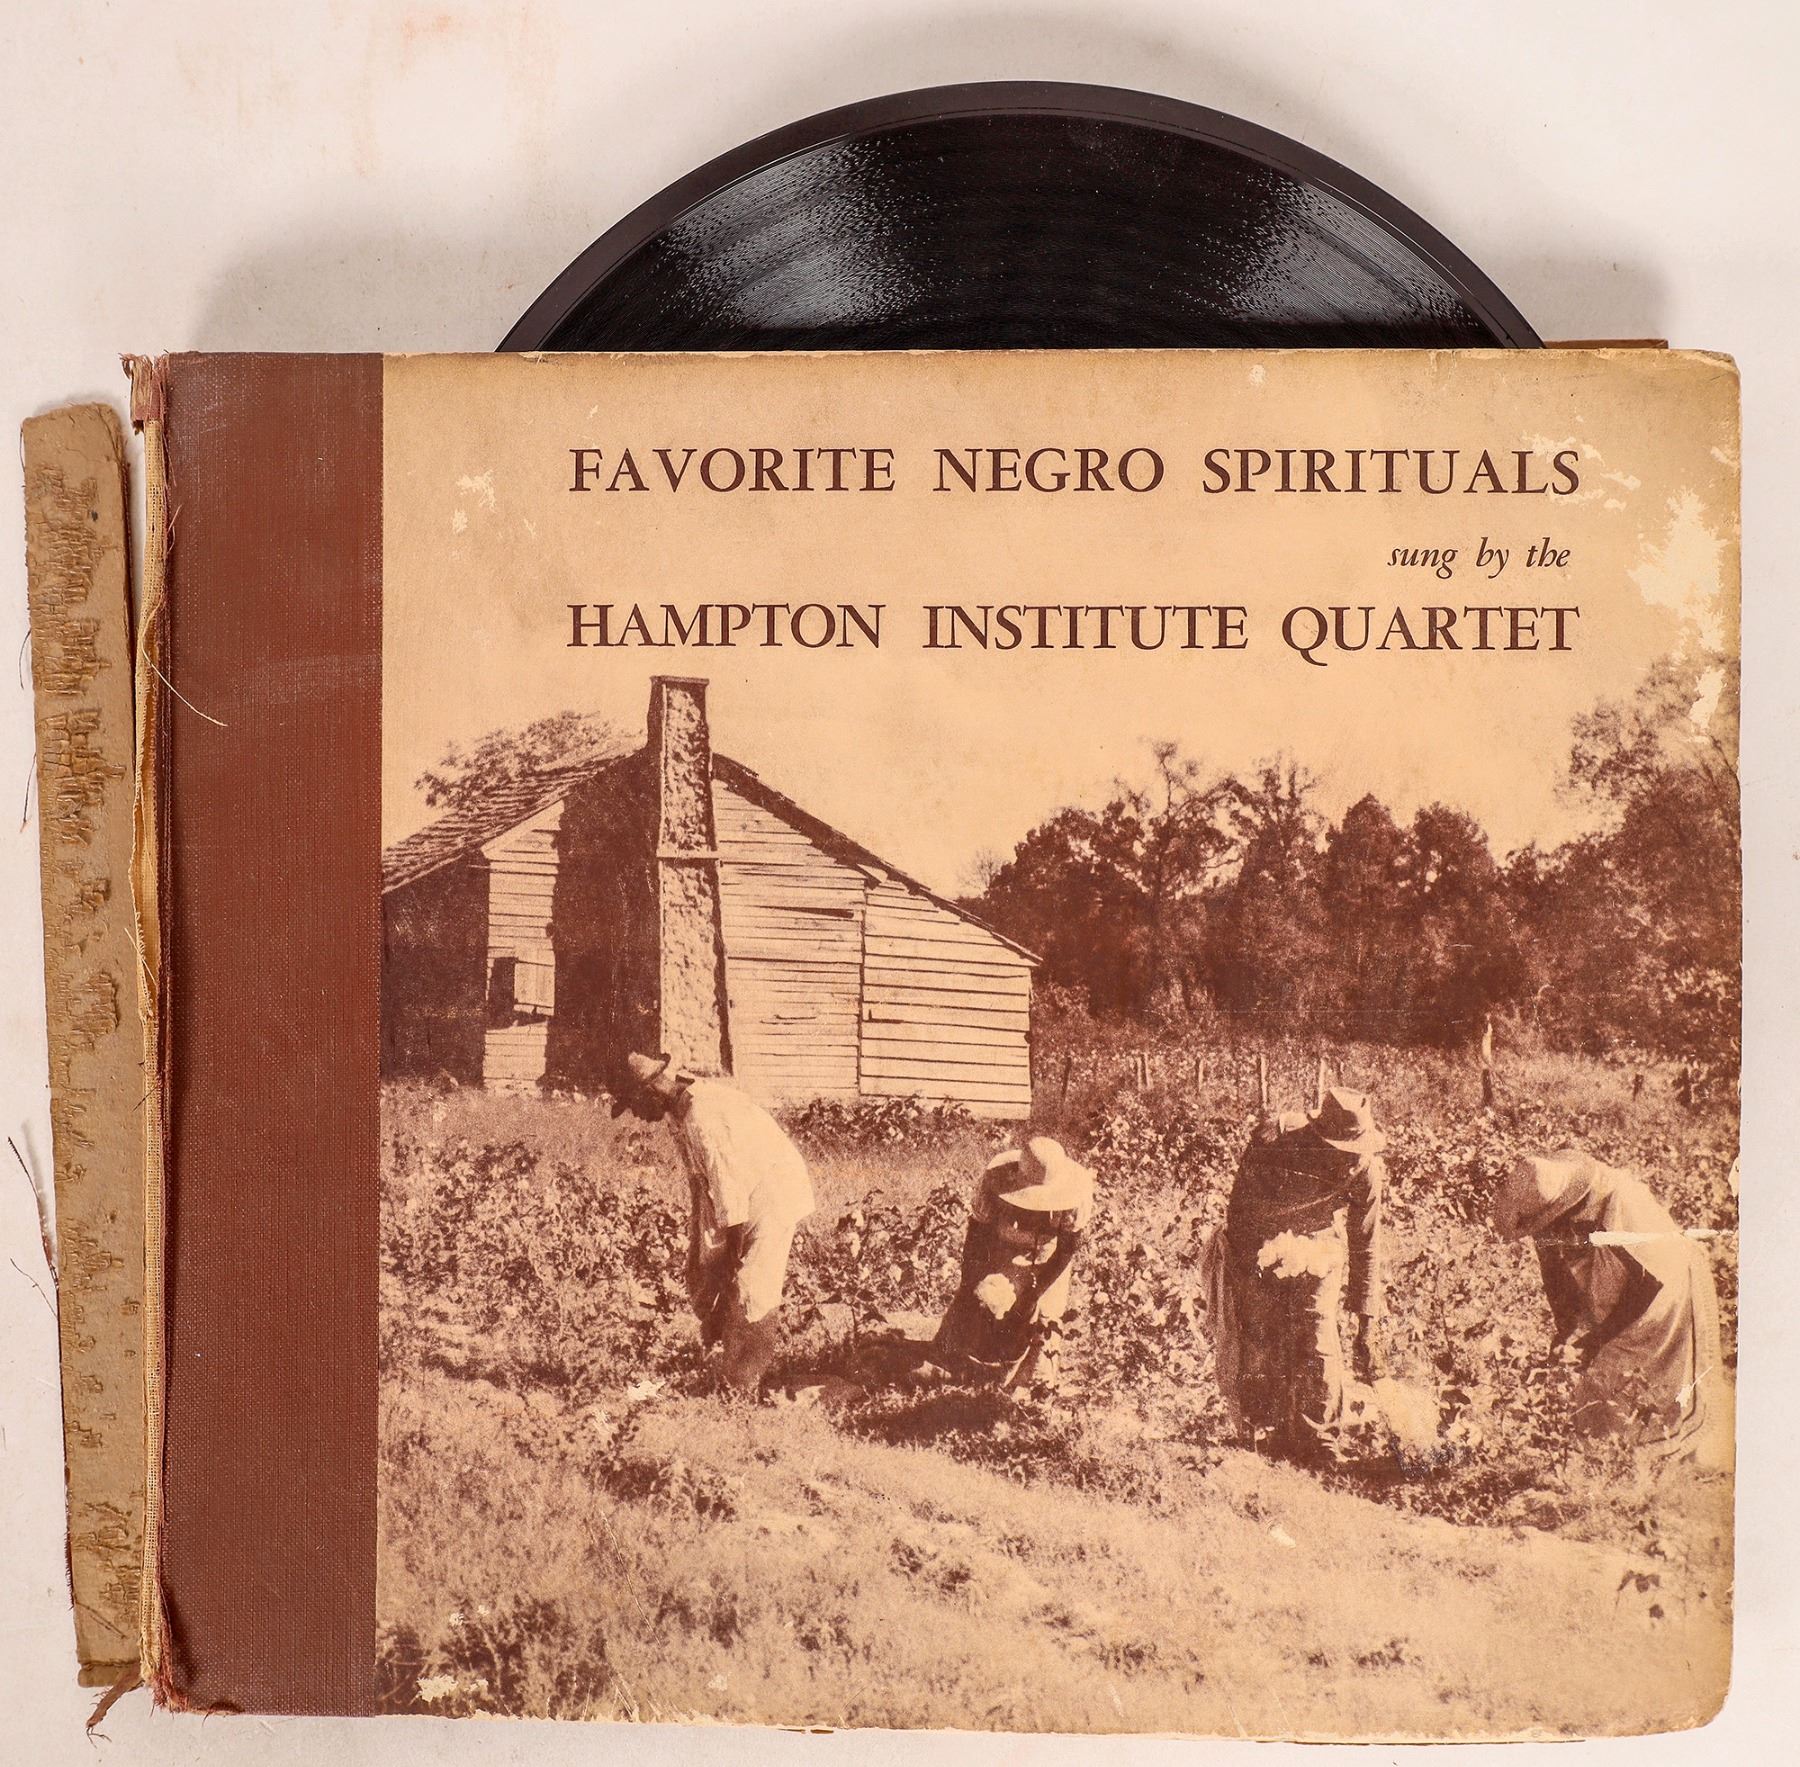 FAVORITE NEGRO SPIRITUALS
sung by the
HAMPTON INSTITUTE QUARTET